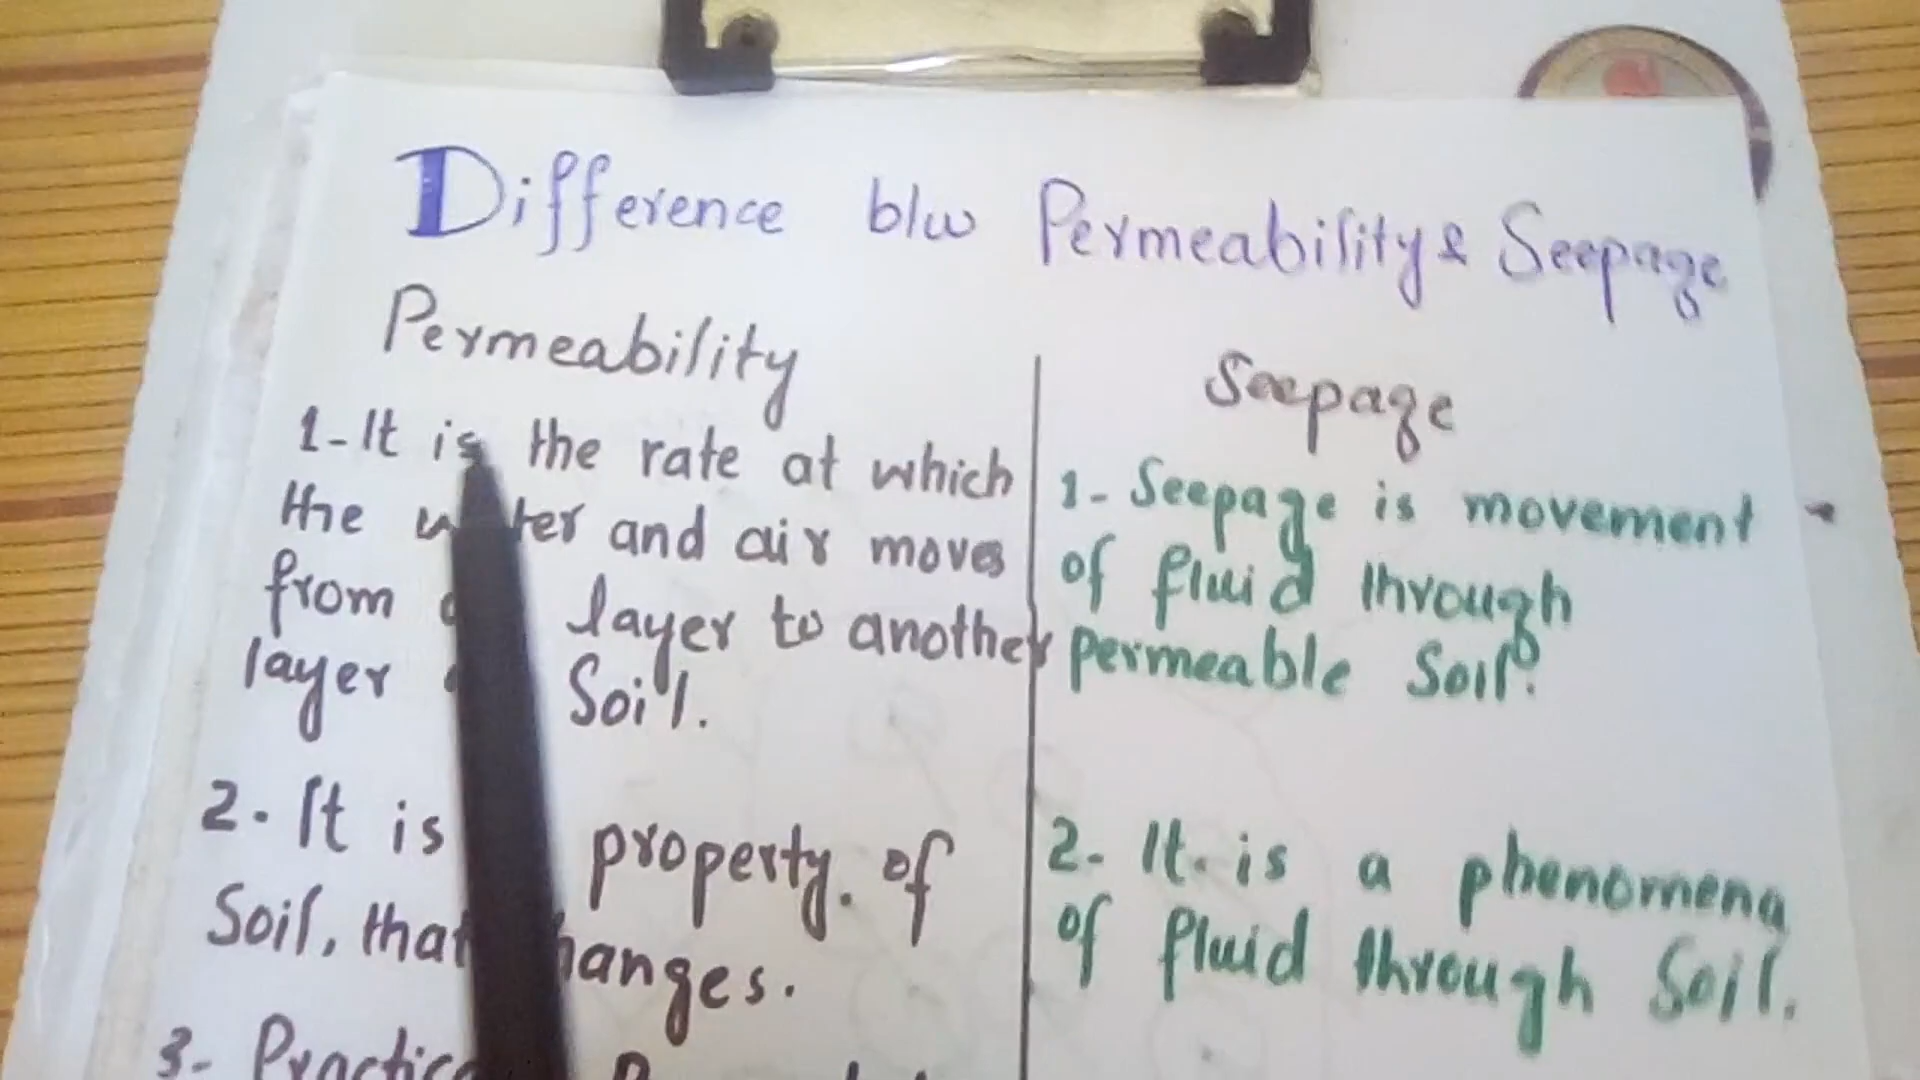 Difference b/w Permeability & Seepage
Permeability
1- It is the rate at which
the water and air moves
from layer to another
layer Soil.
2. It is property. of
Soil, that changes.
3-
Seepage
1- Seepage is movement
of fluid through
permeable Soil.
2- It is a phenomena
of fluid through Soil.